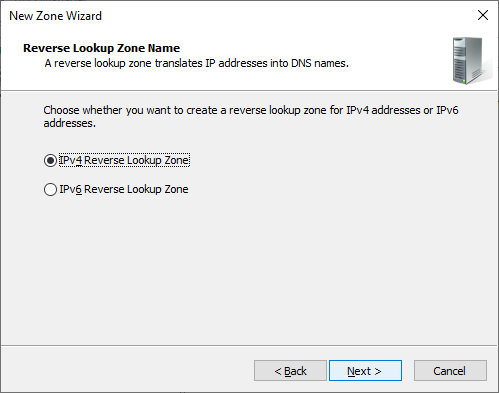 New Zone Wizard
Reverse Lookup Zone Name
A reverse lookup zone translates IP addresses into DNS names.
Choose whether you want to create a reverse lookup zone for IPv4 addresses or IPv6
addresses.
IPv4 Reverse Lookup Zone
IPv6 Reverse Lookup Zone
< Back
Next >
Cancel